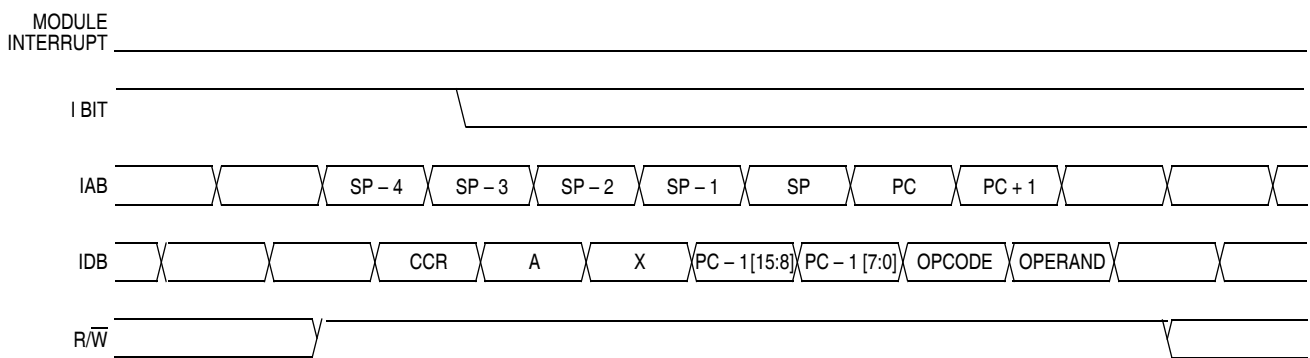 MODULE
INTERRUPT
I BIT
IAB SP – 4 SP – 3 SP – 2 SP – 1 SP PC PC + 1
IDB CCR A X PC – 1 [15:8] PC – 1 [7:0] OPCODE OPERAND
R/W̅